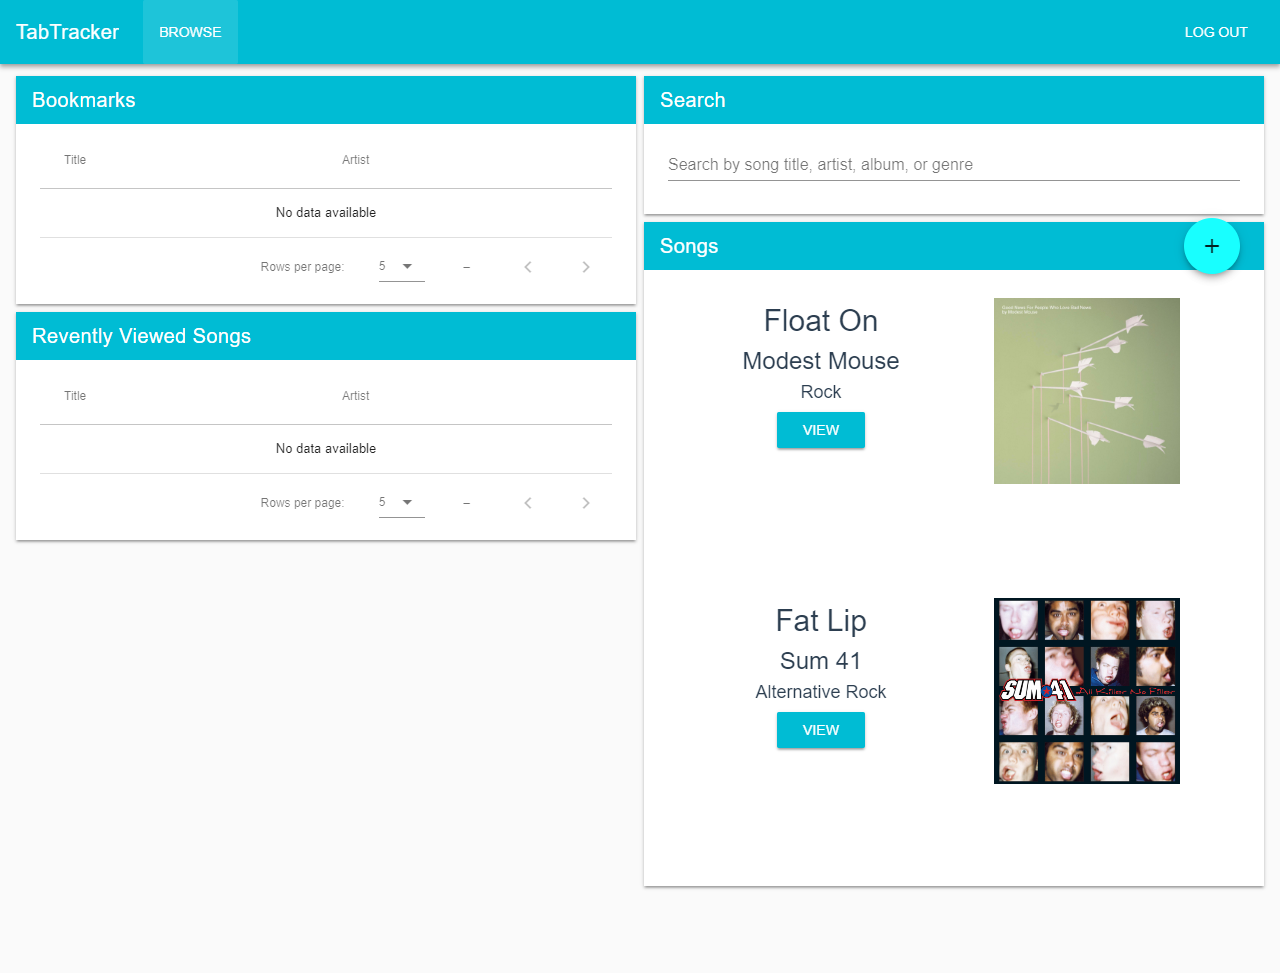 TabTracker
BROWSE
LOG OUT
Bookmarks
Title Artist
No data available
Rows per page: 5 –
Revently Viewed Songs
Title Artist
No data available
Rows per page: 5 –
Search
Search by song title, artist, album, or genre
Songs
+
Float On
Modest Mouse
Rock
VIEW
Good News For People Who Love Bad News
by Modest Mouse
Fat Lip
Sum 41
Alternative Rock
VIEW
SUM 41 All Killer No Filler